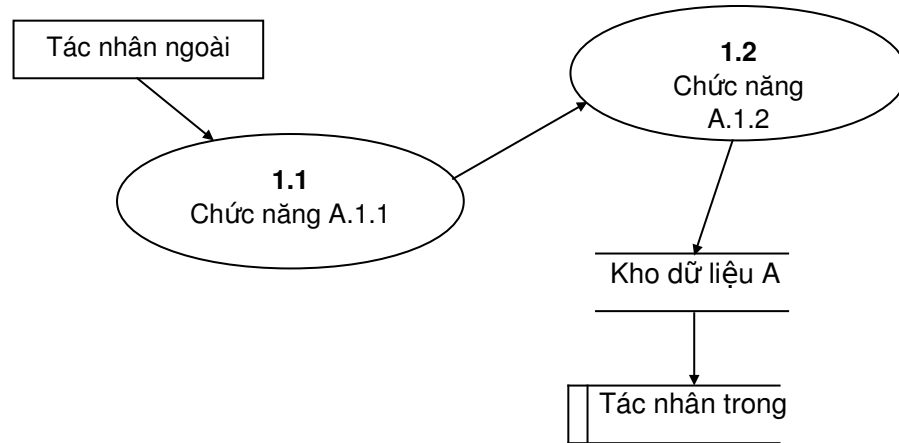 Tác nhân ngoài
1.2
Chức năng
A.1.2
1.1
Chức năng A.1.1
Kho dữ liệu A
Tác nhân trong